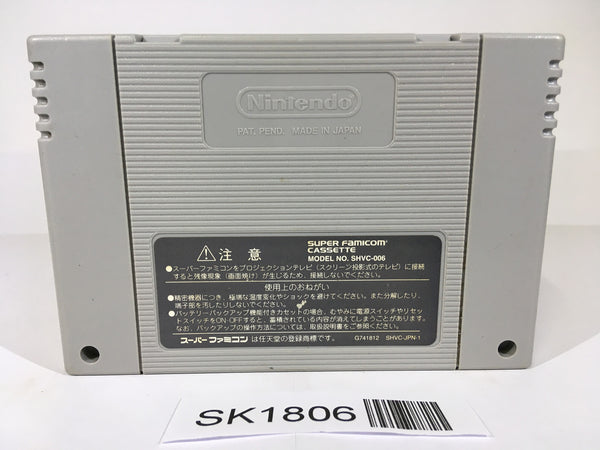 Nintendo
PAT. PEND. MADE IN JAPAN
⚠注意
SUPER FAMICOM
CASSETTE
MODEL NO. SHVC-006
●スーパーファミコンをプロジェクションテレビ(スクリーン投影式のテレビ)に接続
すると残像現象(画面焼け)が生じるため、接続しないでください。
使用上のおねがい
●精密機器につき、極端な温度変化やショックを避けてください。また分解したり、
端子部を汚したりしないでください。
●バッテリーバックアップ機能付きカセットの場合、むやみに電源スイッチやリセ
ットスイッチをON-OFFすると、蓄積されている内容が消えてしまうことがあります。
なお、バックアップの操作方法については、取扱説明書をご参照ください。
スーパーファミコンは任天堂の登録商標です。 G741812 SHVC-JPN-1
SK1806